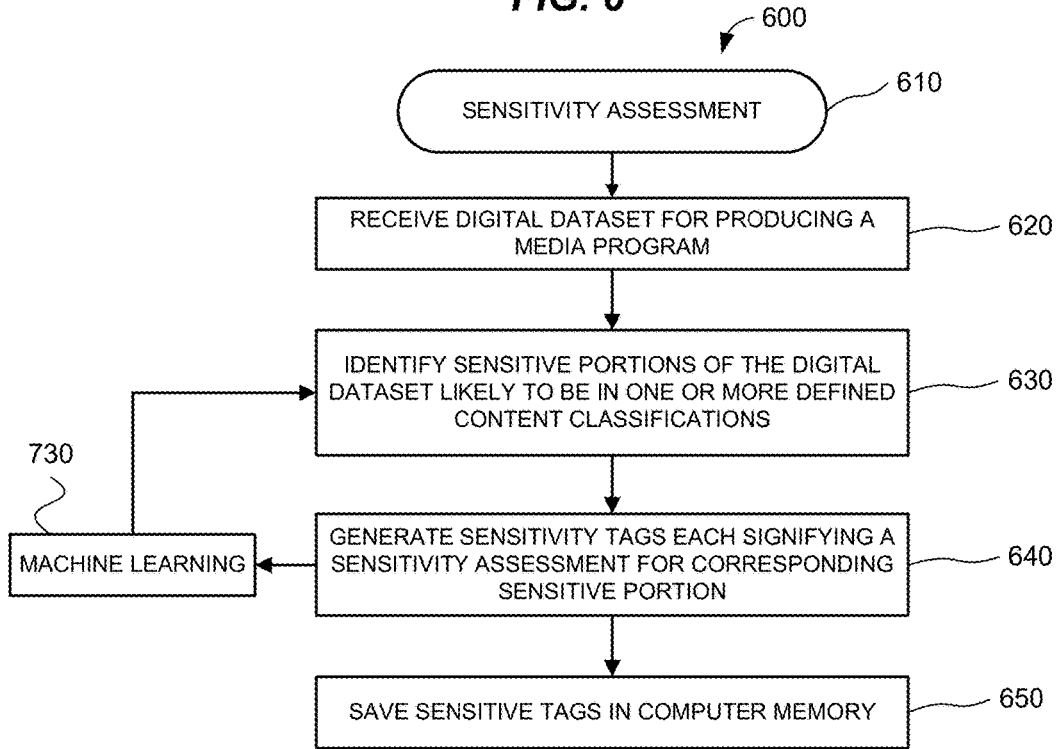 600
SENSITIVITY ASSESSMENT
610
RECEIVE DIGITAL DATASET FOR PRODUCING A
MEDIA PROGRAM
620
IDENTIFY SENSITIVE PORTIONS OF THE DIGITAL
DATASET LIKELY TO BE IN ONE OR MORE DEFINED
CONTENT CLASSIFICATIONS
630
730
MACHINE LEARNING
GENERATE SENSITIVITY TAGS EACH SIGNIFYING A
SENSITIVITY ASSESSMENT FOR CORRESPONDING
SENSITIVE PORTION
640
SAVE SENSITIVE TAGS IN COMPUTER MEMORY
650